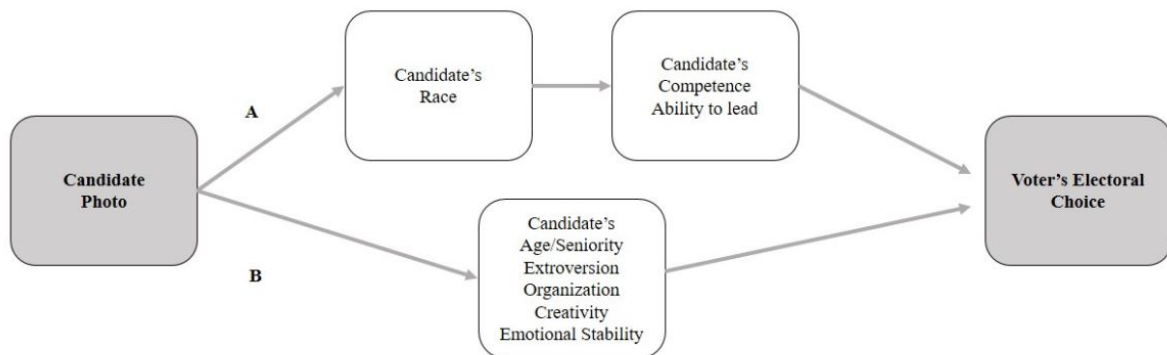 Candidate
Photo
A
Candidate's
Race
Candidate's
Competence
Ability to lead
B
Candidate's
Age/Seniority
Extroversion
Organization
Creativity
Emotional Stability
Voter's Electoral
Choice